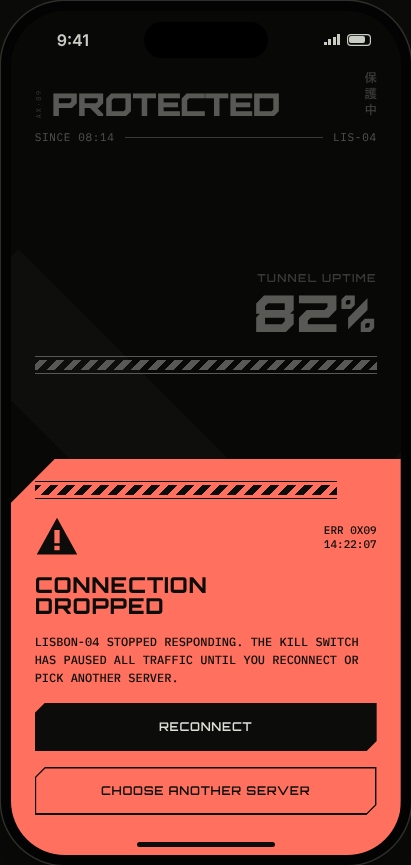 9:41
保護中
AX-09
PROTECTED
SINCE 08:14
LIS-04
TUNNEL UPTIME
82%
ERR 0X09
14:22:07
CONNECTION
DROPPED
LISBON-04 STOPPED RESPONDING. THE KILL SWITCH
HAS PAUSED ALL TRAFFIC UNTIL YOU RECONNECT OR
PICK ANOTHER SERVER.
RECONNECT
CHOOSE ANOTHER SERVER